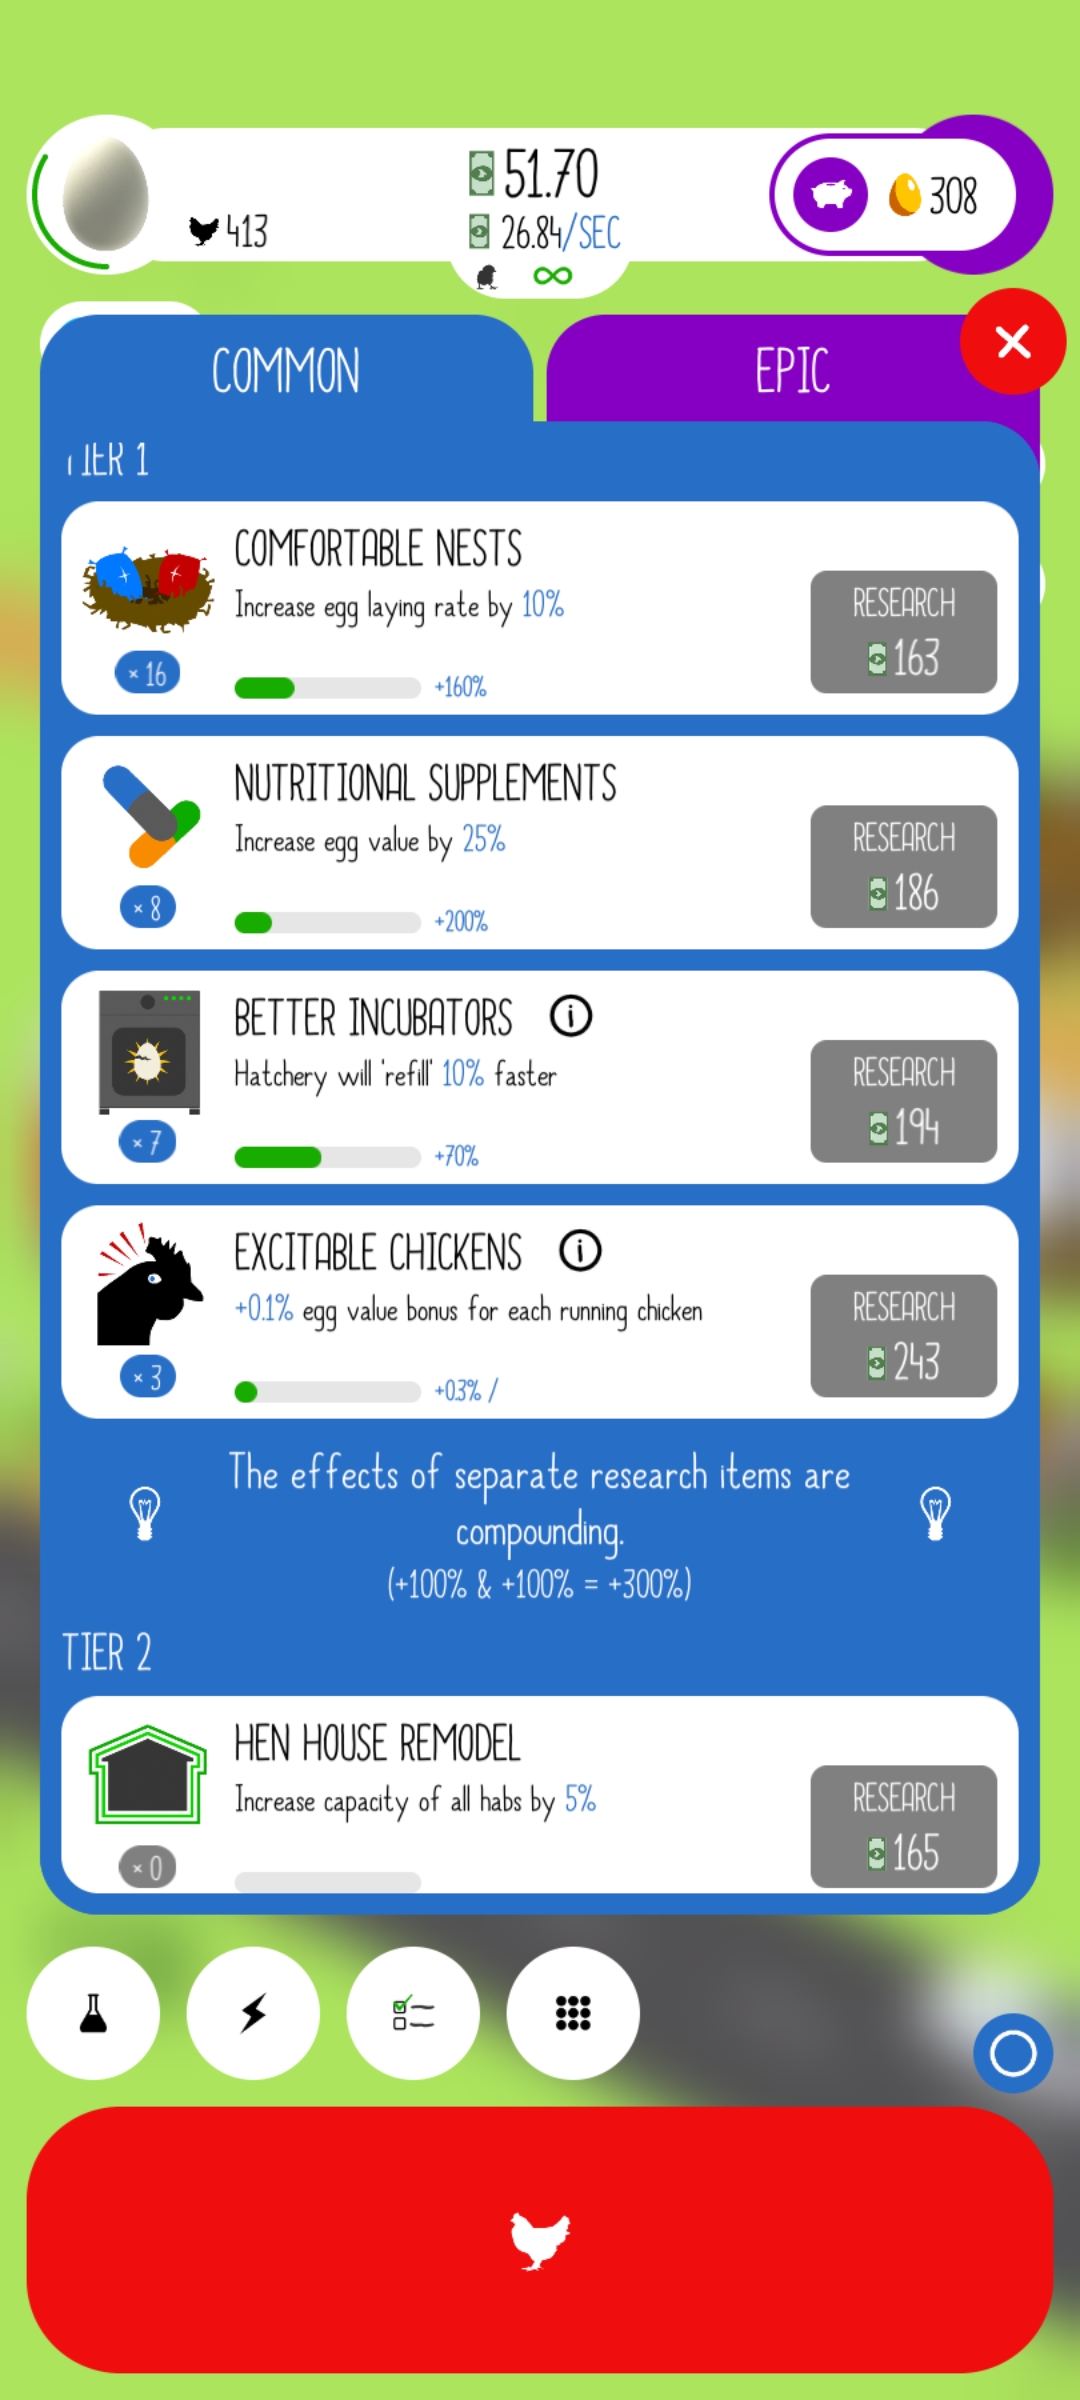 51.70
413
26.84/SEC
308
COMMON
EPIC
TIER 1
COMFORTABLE NESTS
Increase egg laying rate by 10%
RESEARCH
163
× 16
+160%
NUTRITIONAL SUPPLEMENTS
Increase egg value by 25%
RESEARCH
186
× 8
+200%
BETTER INCUBATORS
Hatchery will 'refill' 10% faster
RESEARCH
194
× 7
+70%
EXCITABLE CHICKENS
+0.1% egg value bonus for each running chicken
RESEARCH
243
× 3
+0.3% /
The effects of separate research items are
compounding.
(+100% & +100% = +300%)
TIER 2
HEN HOUSE REMODEL
Increase capacity of all habs by 5%
RESEARCH
165
× 0